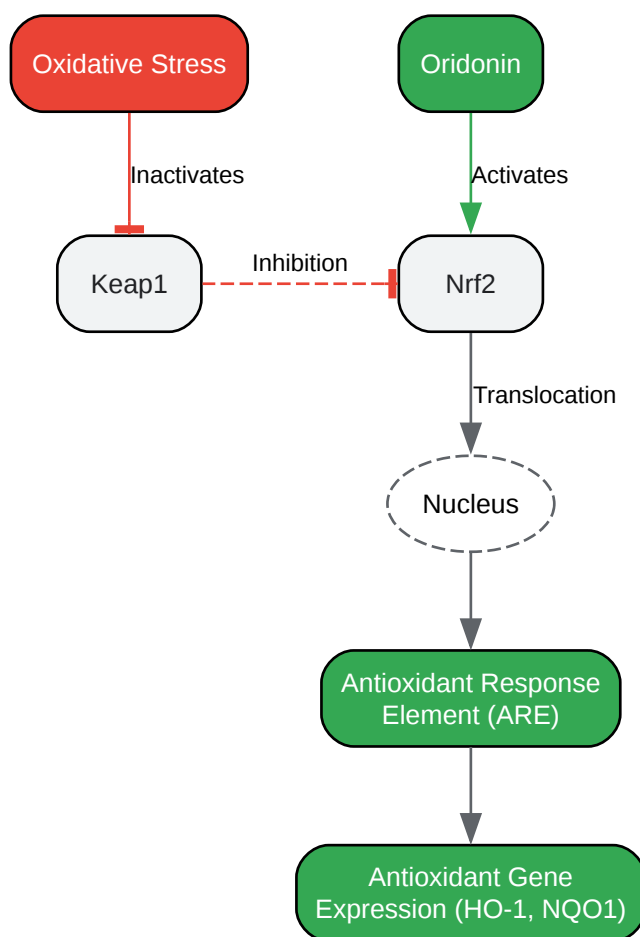 Oxidative Stress
Oridonin
Inactivates
Activates
Keap1
Inhibition
Nrf2
Translocation
Nucleus
Antioxidant Response
Element (ARE)
Antioxidant Gene
Expression (HO-1, NQO1)